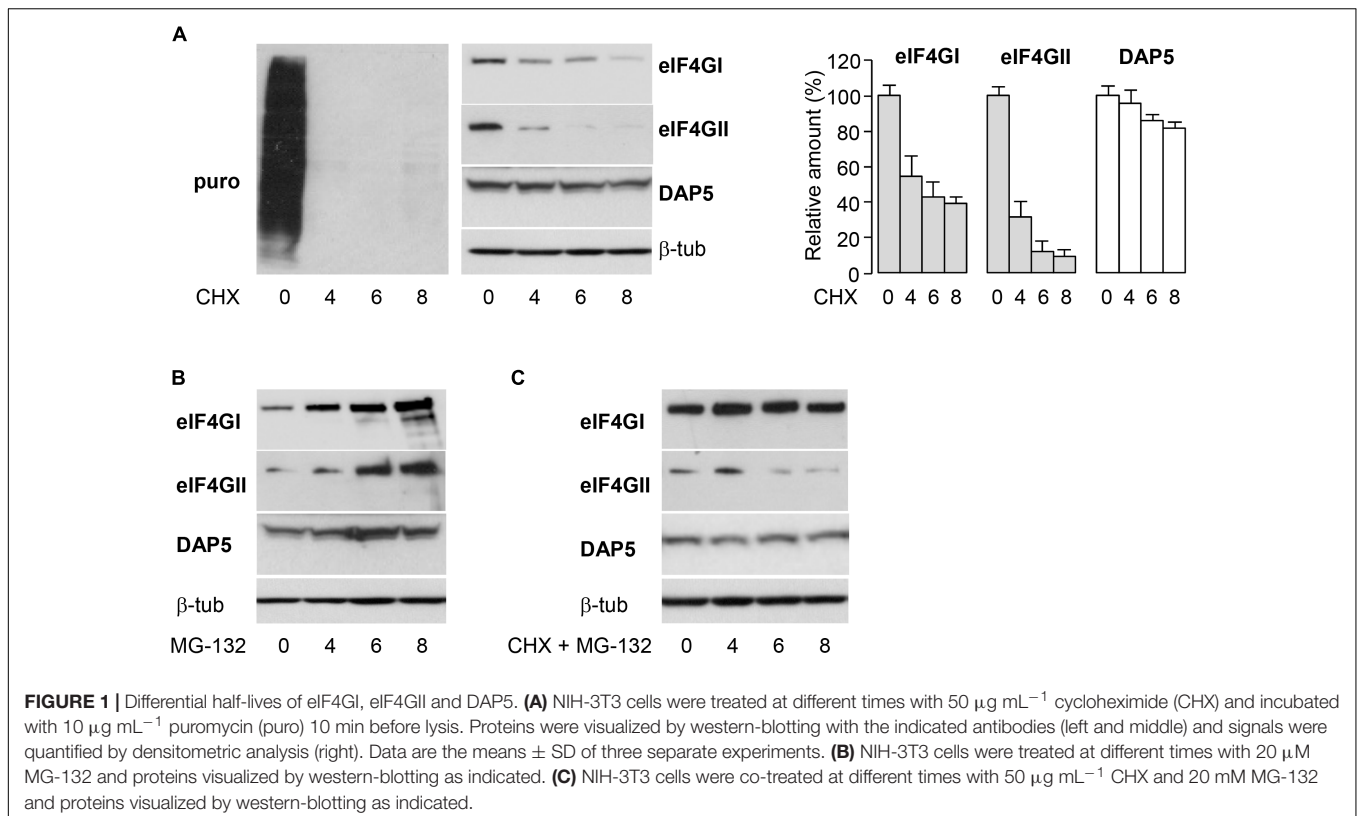 A
puro
CHX 0 4 6 8
eIF4GI
eIF4GII
DAP5
β-tub
0 4 6 8
eIF4GI eIF4GII DAP5
Relative amount (%)
120
100
80
60
40
20
0
CHX 0 4 6 8 0 4 6 8 0 4 6 8
B
eIF4GI
eIF4GII
DAP5
β-tub
MG-132 0 4 6 8
C
eIF4GI
eIF4GII
DAP5
β-tub
CHX + MG-132 0 4 6 8
FIGURE 1 | Differential half-lives of eIF4GI, eIF4GII and DAP5. (A) NIH-3T3 cells were treated at different times with 50 μg mL⁻¹ cycloheximide (CHX) and incubated
with 10 μg mL⁻¹ puromycin (puro) 10 min before lysis. Proteins were visualized by western-blotting with the indicated antibodies (left and middle) and signals were
quantified by densitometric analysis (right). Data are the means ± SD of three separate experiments. (B) NIH-3T3 cells were treated at different times with 20 μM
MG-132 and proteins visualized by western-blotting as indicated. (C) NIH-3T3 cells were co-treated at different times with 50 μg mL⁻¹ CHX and 20 mM MG-132
and proteins visualized by western-blotting as indicated.